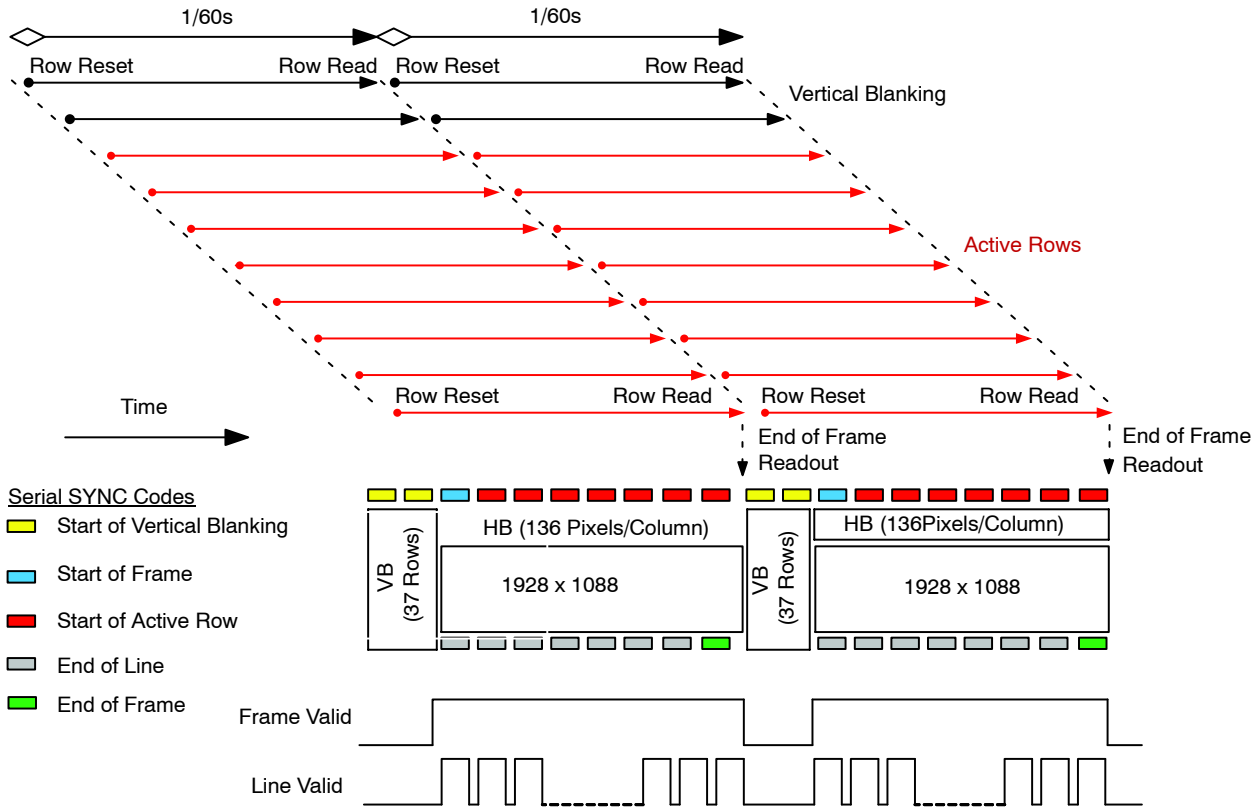 1/60s
1/60s
Row Reset
Row Read
Row Reset
Row Read
Vertical Blanking
Active Rows
Row Reset
Row Read
Row Reset
Row Read
Time
End of Frame
Readout
End of Frame
Readout
Serial SYNC Codes
Start of Vertical Blanking
Start of Frame
Start of Active Row
End of Line
End of Frame
VB
(37 Rows)
HB (136 Pixels/Column)
1928 x 1088
VB
(37 Rows)
HB (136Pixels/Column)
1928 x 1088
Frame Valid
Line Valid